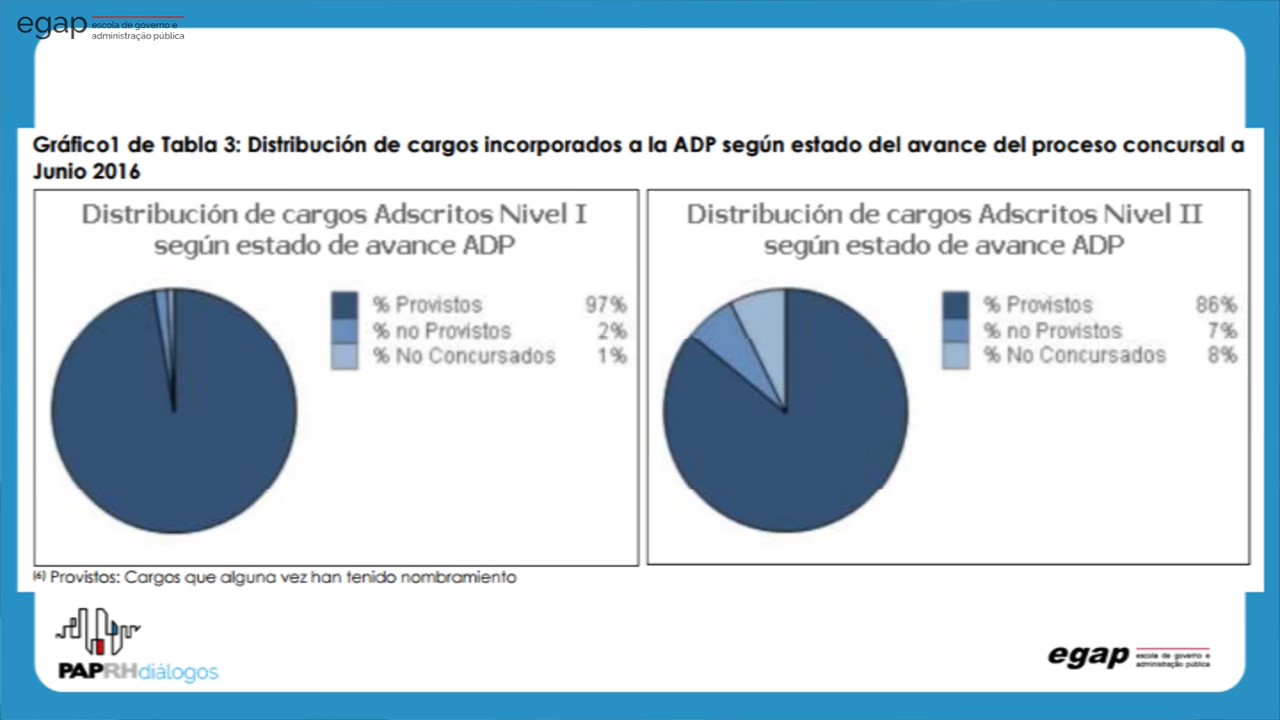 egap escola de governo e
administração pública
Gráfico1 de Tabla 3: Distribución de cargos incorporados a la ADP según estado del avance del proceso concursal a
Junio 2016
Distribución de cargos Adscritos Nivel I
según estado de avance ADP
% Provistos 97%
% no Provistos 2%
% No Concursados 1%
Distribución de cargos Adscritos Nivel II
según estado de avance ADP
% Provistos 86%
% no Provistos 7%
% No Concursados 8%
(6) Provistos: Cargos que alguna vez han tenido nombramiento
PAPRHdiálogos
egap escola de governo e
administração pública